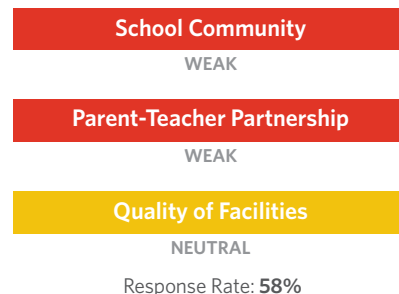 School Community
WEAK
Parent-Teacher Partnership
WEAK
Quality of Facilities
NEUTRAL
Response Rate: 58%